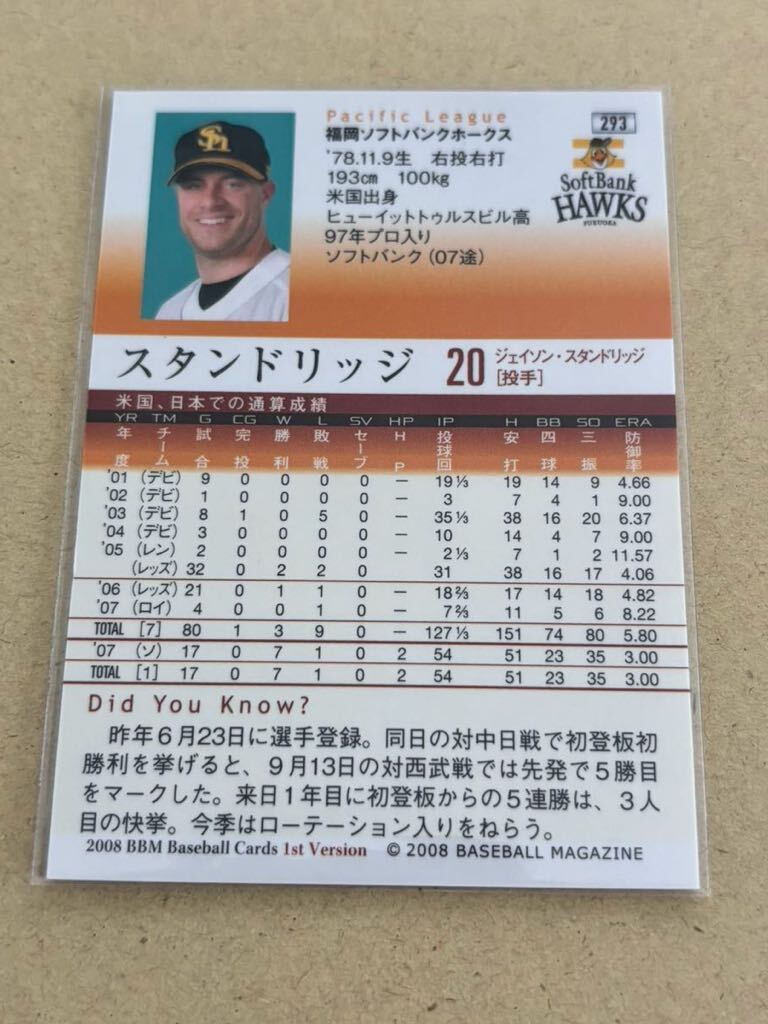 Pacific League
福岡ソフトバンクホークス
'78.11.9生 右投右打
193cm 100kg
米国出身
ヒューイットトゥルスビル高
97年プロ入り
ソフトバンク(07途)
293
SoftBank
HAWKS
FUKUOKA
スタンドリッジ 20 ジェイソン・スタンドリッジ
[投手]
米国、日本での通算成績
YR TM G CG W L SV HP IP H BB SO ERA
年度 チーム 試合 完投 勝利 敗戦 セーブ HP 投球回 安打 四球 三振 防御率
'01 (デビ) 9 0 0 0 0 — 19 1/3 19 14 9 4.66
'02 (デビ) 1 0 0 0 0 — 3 7 4 1 9.00
'03 (デビ) 8 1 0 5 0 — 35 1/3 38 16 20 6.37
'04 (デビ) 3 0 0 0 0 — 10 14 4 7 9.00
'05 (レン) 2 0 0 0 0 — 2 1/3 7 1 2 11.57
(レッズ) 32 0 2 2 0 31 38 16 17 4.06
'06 (レッズ) 21 0 1 1 0 — 18 2/3 17 14 18 4.82
'07 (ロイ) 4 0 0 1 0 — 7 2/3 11 5 6 8.22
TOTAL [7] 80 1 3 9 0 — 127 1/3 151 74 80 5.80
'07 (ソ) 17 0 7 1 0 2 54 51 23 35 3.00
TOTAL [1] 17 0 7 1 0 2 54 51 23 35 3.00
Did You Know?
昨年6月23日に選手登録。同日の対中日戦で初登板初
勝利を挙げると、9月13日の対西武戦では先発で5勝目
をマークした。来日1年目に初登板からの5連勝は、3人
目の快挙。今季はローテーション入りをねらう。
2008 BBM Baseball Cards 1st Version © 2008 BASEBALL MAGAZINE